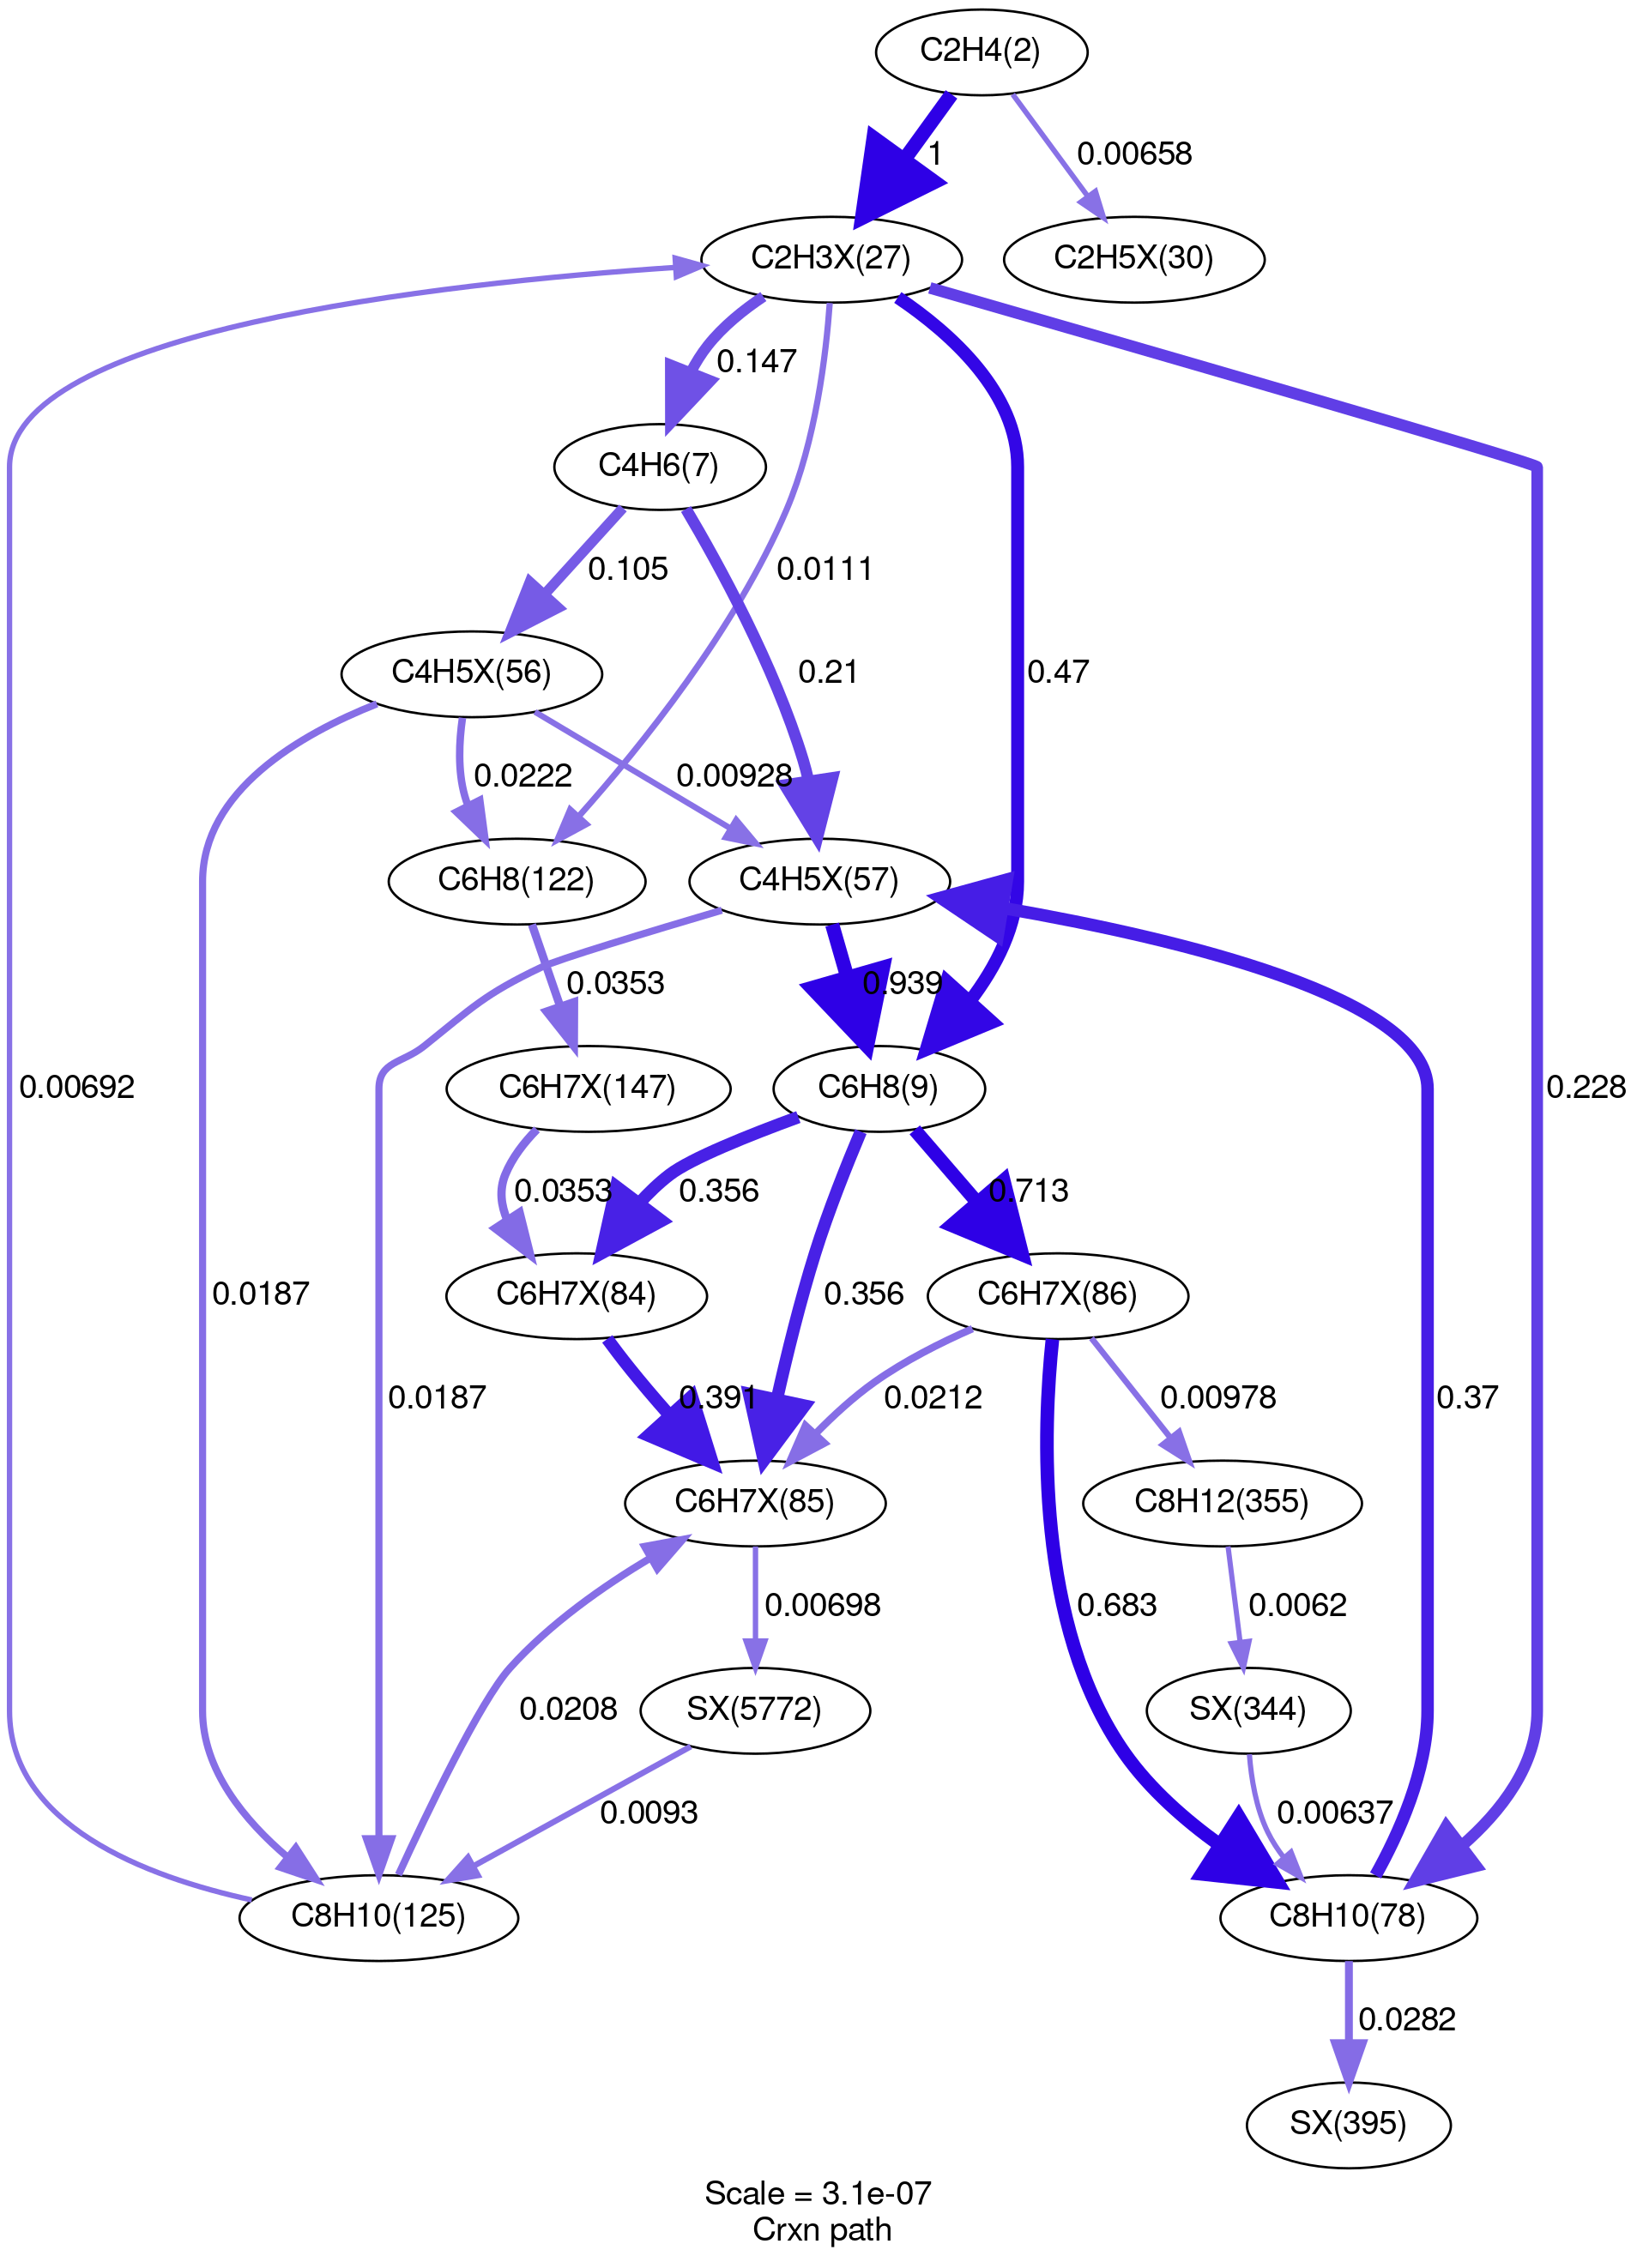 C2H4(2)
1
0.00658
C2H3X(27)
C2H5X(30)
0.147
C4H6(7)
0.105
0.0111
C4H5X(56)
0.21
0.47
0.0222
0.00928
C6H8(122)
C4H5X(57)
0.0353
0.939
0.00692
C6H7X(147)
C6H8(9)
0.228
0.0353
0.356
0.713
0.0187
C6H7X(84)
0.356
C6H7X(86)
0.0187
0.391
0.0212
0.00978
0.37
C6H7X(85)
C8H12(355)
0.00698
0.683
0.0062
0.0208
SX(5772)
SX(344)
0.0093
0.00637
C8H10(125)
C8H10(78)
0.0282
SX(395)
Scale = 3.1e-07
Crxn path